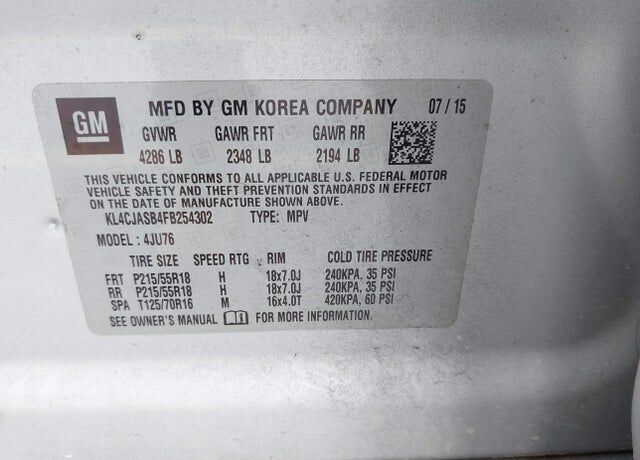 GM MFD BY GM KOREA COMPANY 07/15
GVWR GAWR FRT GAWR RR
4286 LB 2348 LB 2194 LB
THIS VEHICLE CONFORMS TO ALL APPLICABLE U.S. FEDERAL MOTOR
VEHICLE SAFETY AND THEFT PREVENTION STANDARDS IN EFFECT
ON THE DATE OF MANUFACTURE SHOWN ABOVE.
KL4CJASB4FB254302 TYPE: MPV
MODEL: 4JU76
TIRE SIZE SPEED RTG RIM COLD TIRE PRESSURE
FRT P215/55R18 H 18x7.0J 240KPA, 35 PSI
RR P215/55R18 H 18x7.0J 240KPA, 35 PSI
SPA T125/70R16 M 16x4.0T 420KPA, 60 PSI
SEE OWNER'S MANUAL FOR MORE INFORMATION.